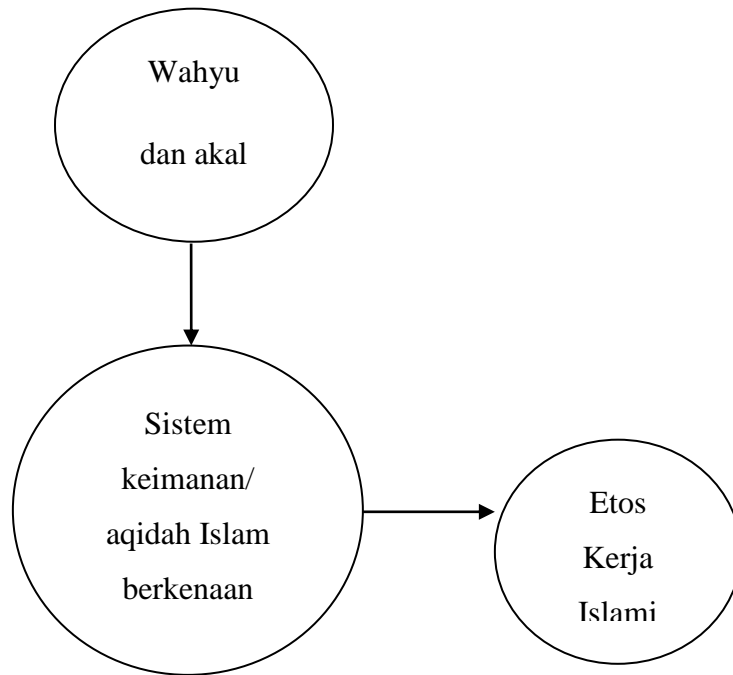 Wahyu
dan akal
Sistem
keimanan/
aqidah Islam
berkenaan
Etos
Kerja
Islami